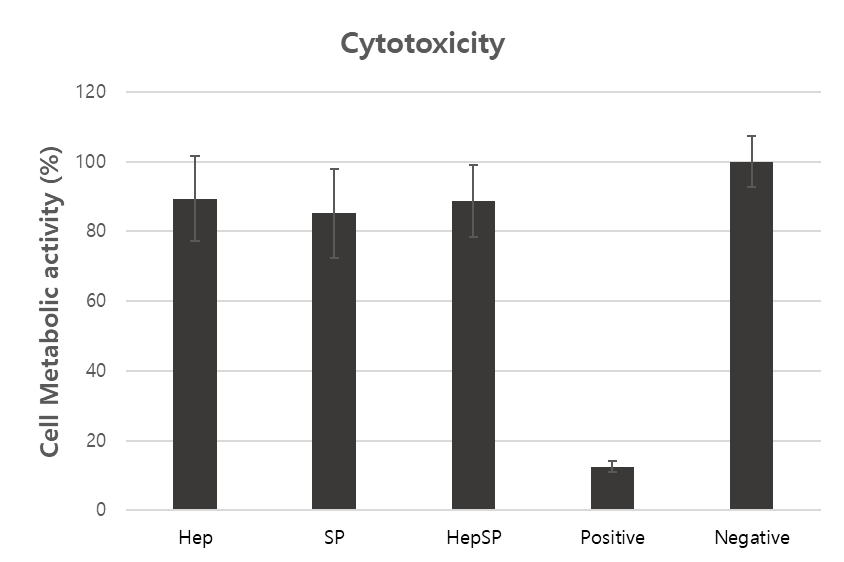 Cytotoxicity
Cell Metabolic activity (%)
120
100
80
60
40
20
0
Hep SP HepSP Positive Negative